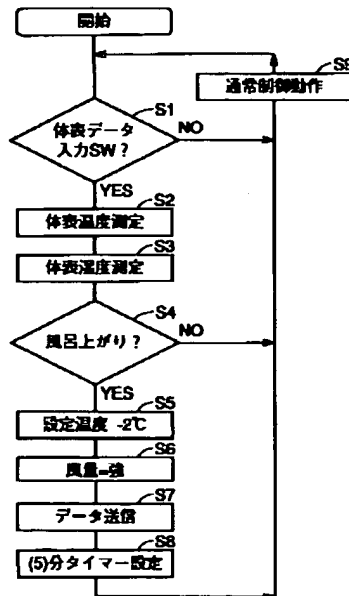 開始
S9
通常制御動作
S1
体表データ
入力SW?
NO
YES
S2
体表温度測定
S3
体表湿度測定
S4
風呂上がり?
NO
YES
S5
設定温度 -2℃
S6
風量=強
S7
データ送信
S8
(5)分タイマー設定